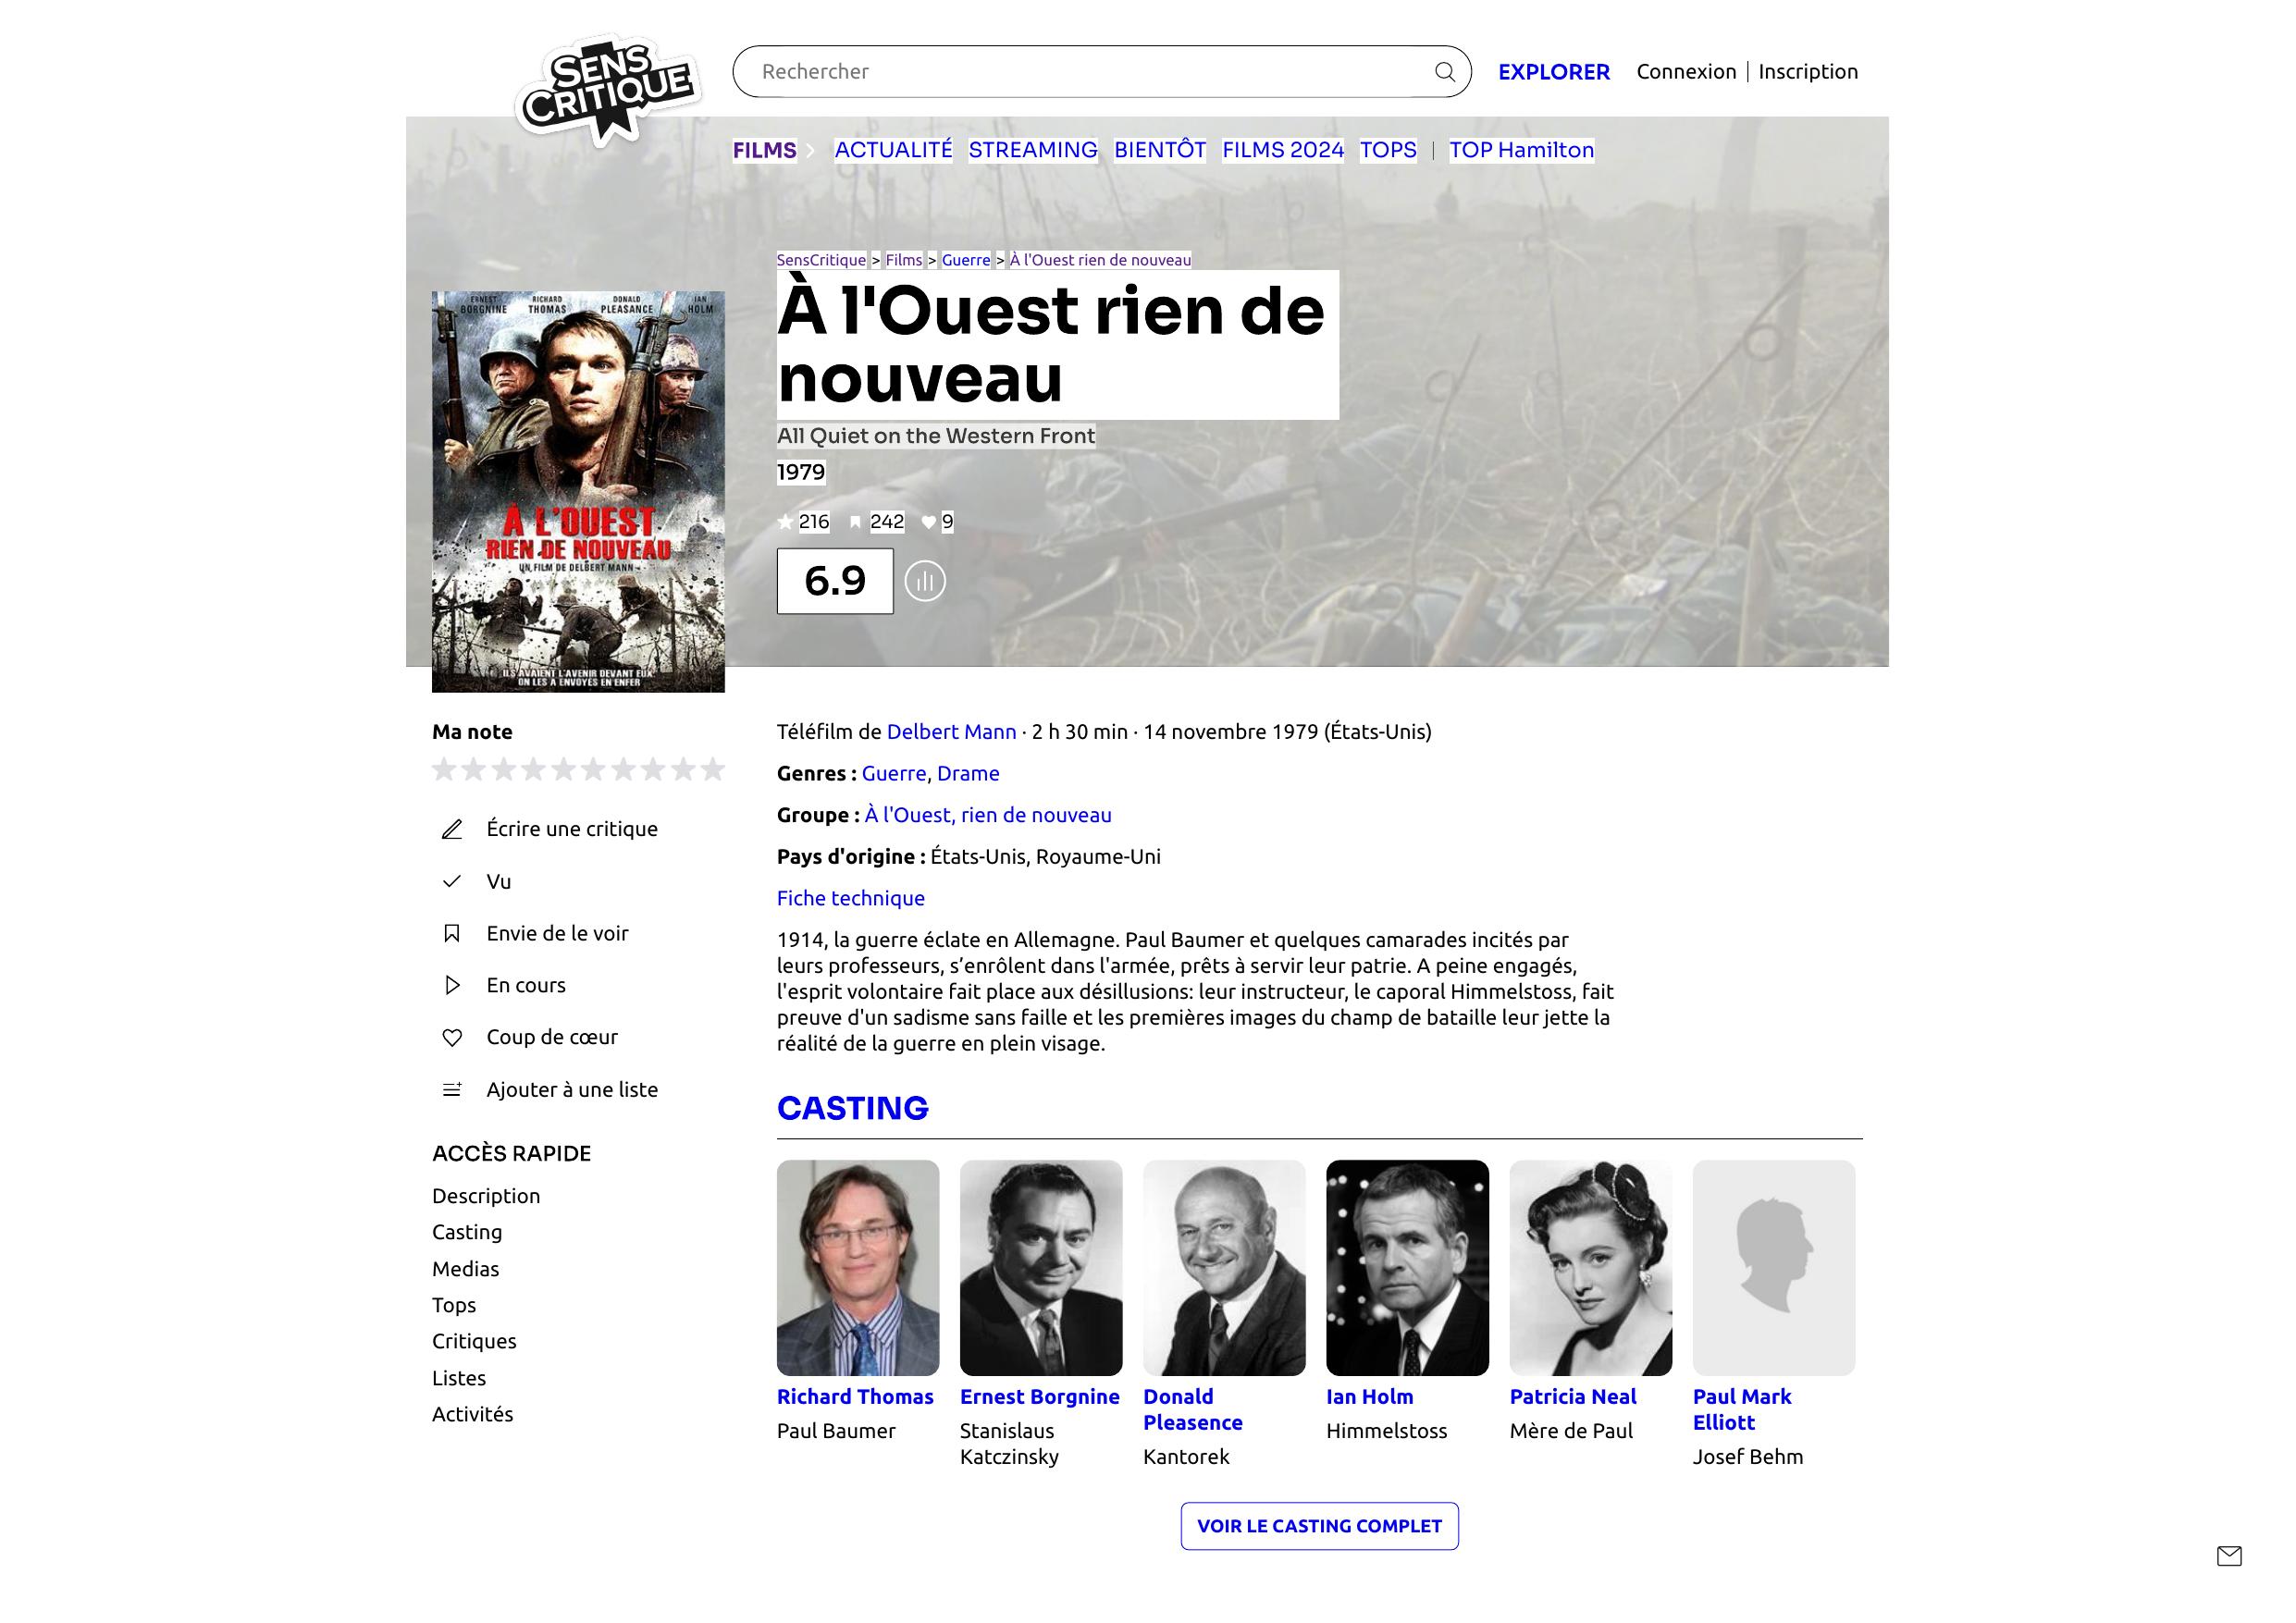 SENS
CRITIQUE
Rechercher
EXPLORER
Connexion | Inscription
FILMS
ACTUALITÉ
STREAMING
BIENTÔT
FILMS 2024
TOPS
|
TOP Hamilton
SensCritique > Films > Guerre > À l'Ouest rien de nouveau
À l'Ouest rien de
nouveau
All Quiet on the Western Front
1979
216
242
9
6.9
ERNEST
BORGNINE
RICHARD
THOMAS
DONALD
PLEASANCE
IAN
HOLM
À L'OUEST
RIEN DE NOUVEAU
UN FILM DE DELBERT MANN
ILS AVAIENT L'AVENIR DEVANT EUX.
ON LES A ENVOYÉS EN ENFER
Ma note
Écrire une critique
Vu
Envie de le voir
En cours
Coup de cœur
Ajouter à une liste
ACCÈS RAPIDE
Description
Casting
Medias
Tops
Critiques
Listes
Activités
Téléfilm de Delbert Mann · 2 h 30 min · 14 novembre 1979 (États-Unis)
Genres : Guerre, Drame
Groupe : À l'Ouest, rien de nouveau
Pays d'origine : États-Unis, Royaume-Uni
Fiche technique
1914, la guerre éclate en Allemagne. Paul Baumer et quelques camarades incités par
leurs professeurs, s’enrôlent dans l'armée, prêts à servir leur patrie. A peine engagés,
l'esprit volontaire fait place aux désillusions: leur instructeur, le caporal Himmelstoss, fait
preuve d'un sadisme sans faille et les premières images du champ de bataille leur jette la
réalité de la guerre en plein visage.
CASTING
Richard Thomas
Paul Baumer
Ernest Borgnine
Stanislaus
Katczinsky
Donald
Pleasence
Kantorek
Ian Holm
Himmelstoss
Patricia Neal
Mère de Paul
Paul Mark
Elliott
Josef Behm
VOIR LE CASTING COMPLET